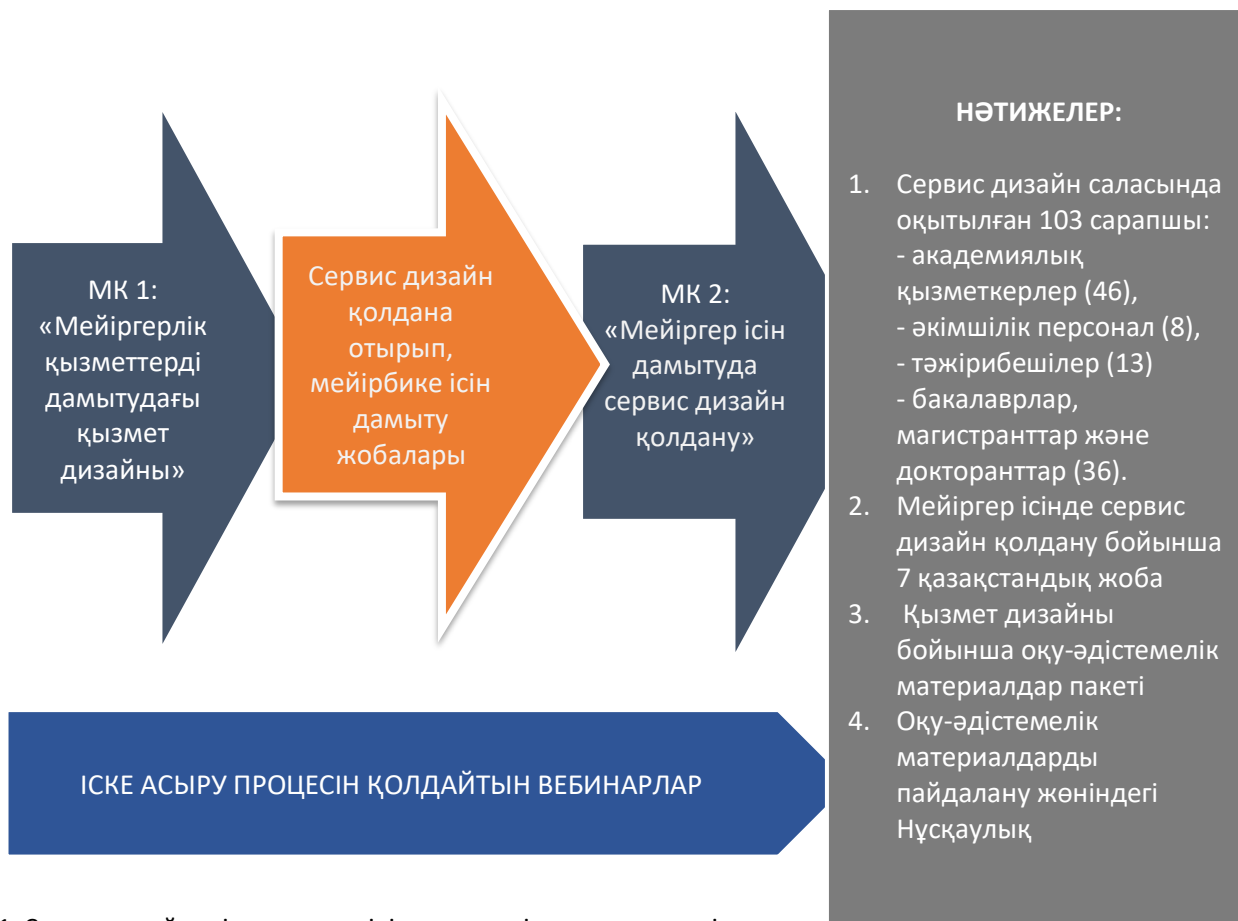 МК 1:
«Мейіргерлік
қызметтерді
дамытудағы
қызмет
дизайны»
Сервис дизайн
қолдана
отырып,
мейірбике ісін
дамыту
жобалары
МК 2:
«Мейіргер ісін
дамытуда
сервис дизайн
қолдану»
ІСКЕ АСЫРУ ПРОЦЕСІН ҚОЛДАЙТЫН ВЕБИНАРЛАР
НӘТИЖЕЛЕР:
1. Сервис дизайн саласында
оқытылған 103 сарапшы:
- академиялық
қызметкерлер (46),
- әкімшілік персонал (8),
- тәжірибешілер (13)
- бакалаврлар,
магистранттар және
докторанттар (36).
2. Мейіргер ісінде сервис
дизайн қолдану бойынша
7 қазақстандық жоба
3. Қызмет дизайны
бойынша оқу-әдістемелік
материалдар пакеті
4. Оқу-әдістемелік
материалдарды
пайдалану жөніндегі
Нұсқаулық